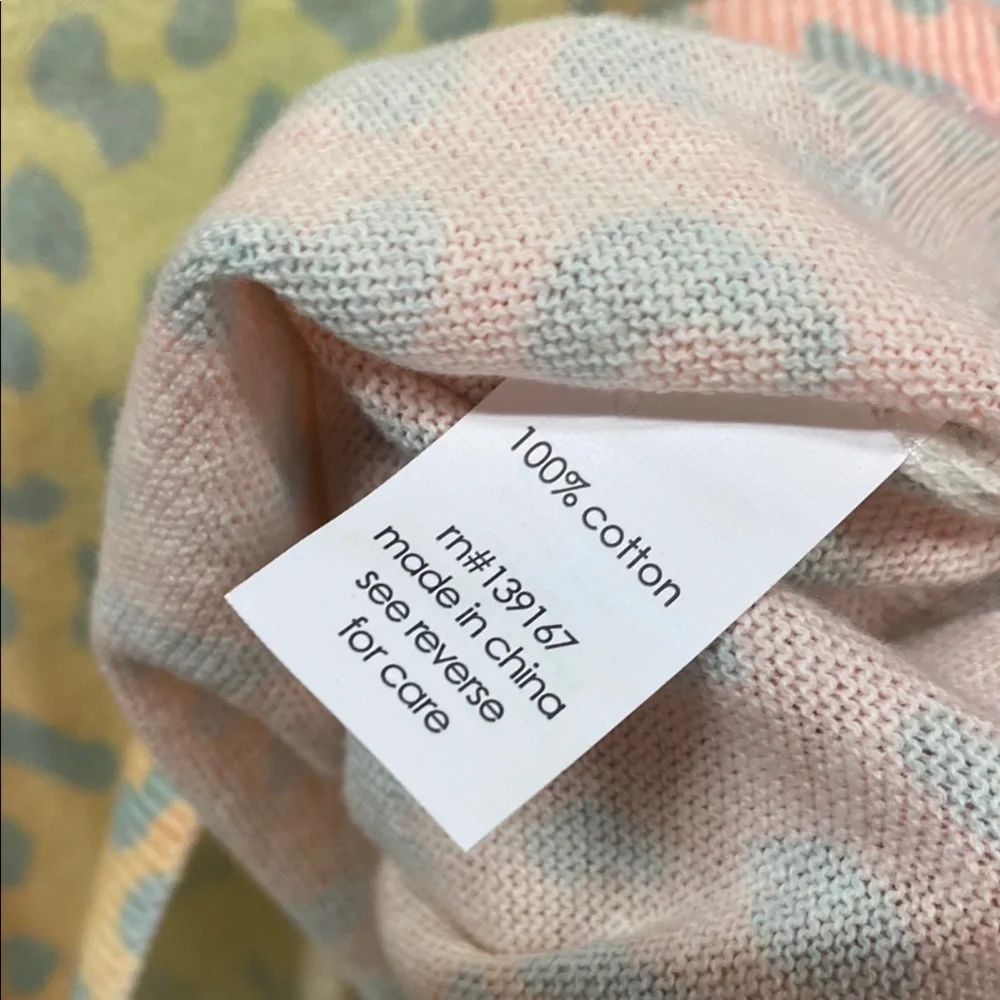 100% cotton
rn#139167
made in china
see reverse
for care